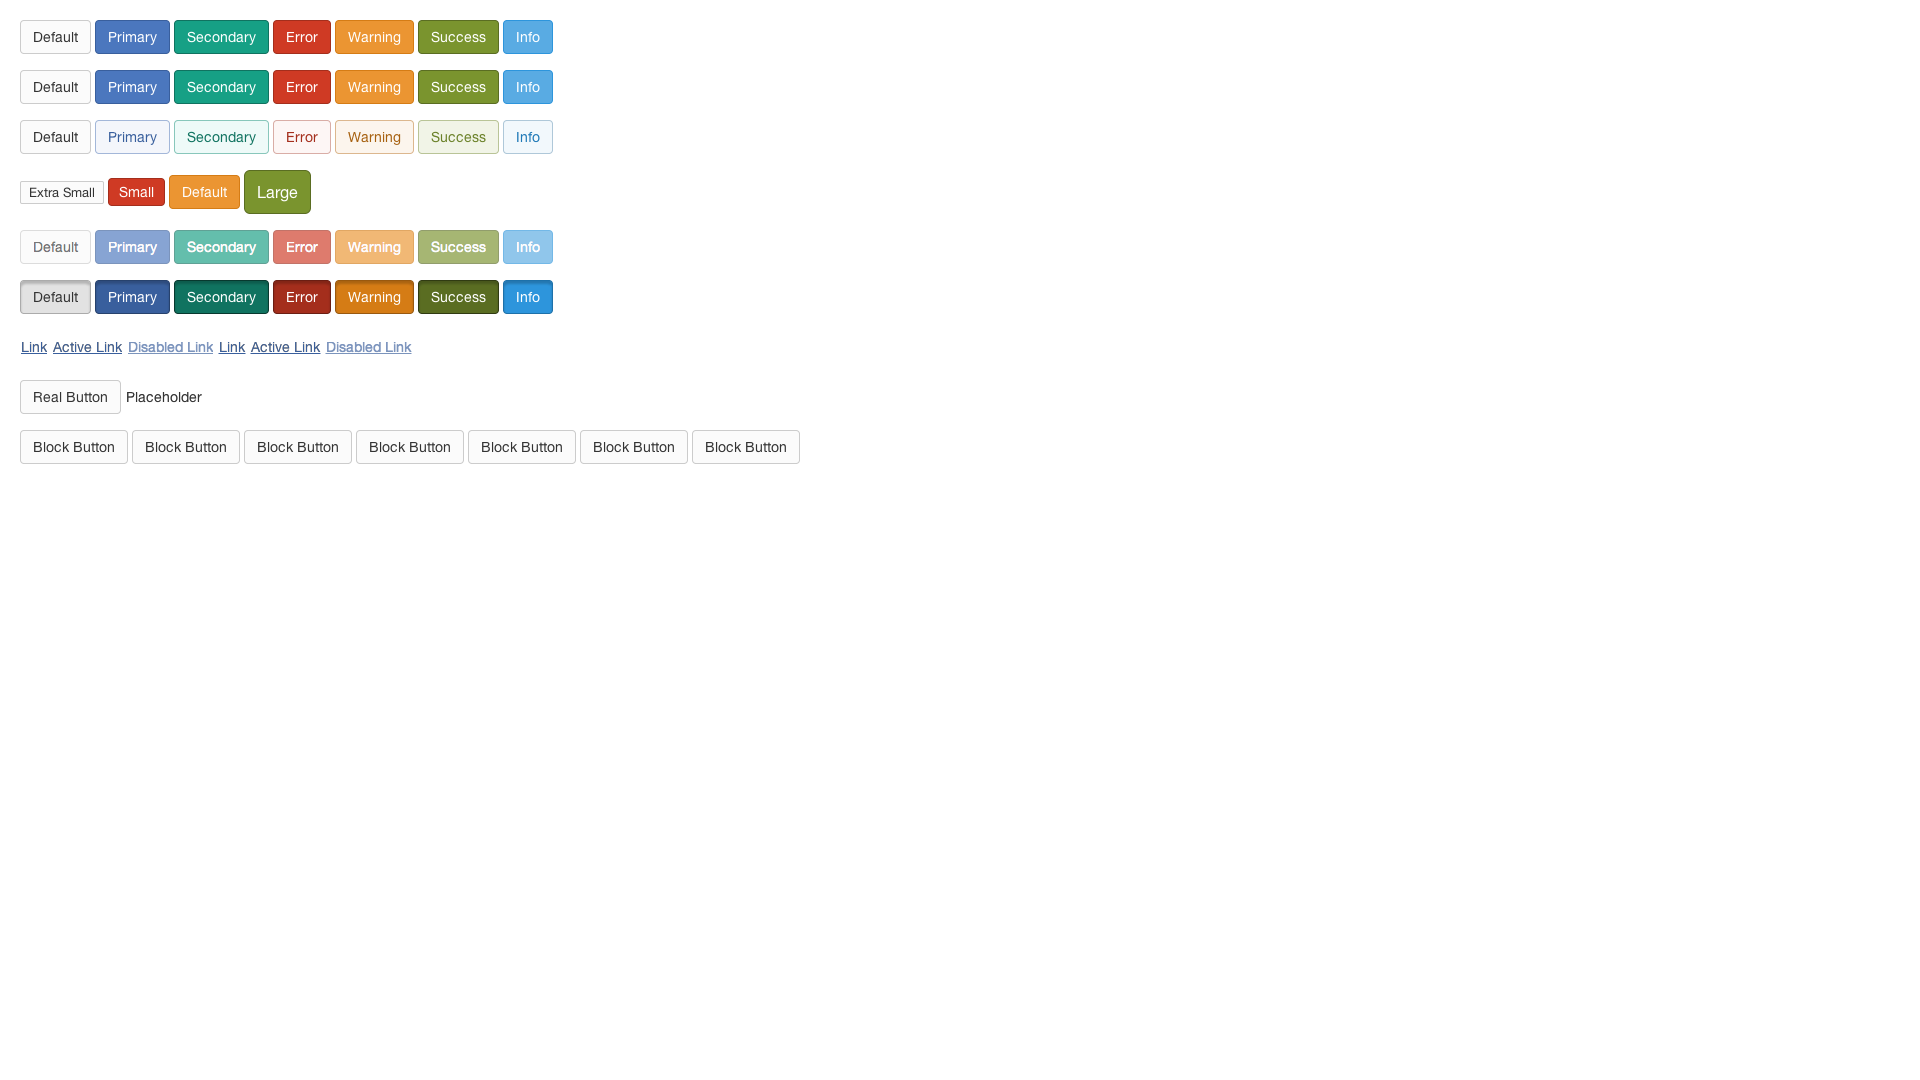 Default Primary Secondary Error Warning Success Info
Default Primary Secondary Error Warning Success Info
Default Primary Secondary Error Warning Success Info
Extra Small Small Default Large
Default Primary Secondary Error Warning Success Info
Default Primary Secondary Error Warning Success Info
Link Active Link Disabled Link Link Active Link Disabled Link
Real Button Placeholder
Block Button Block Button Block Button Block Button Block Button Block Button Block Button